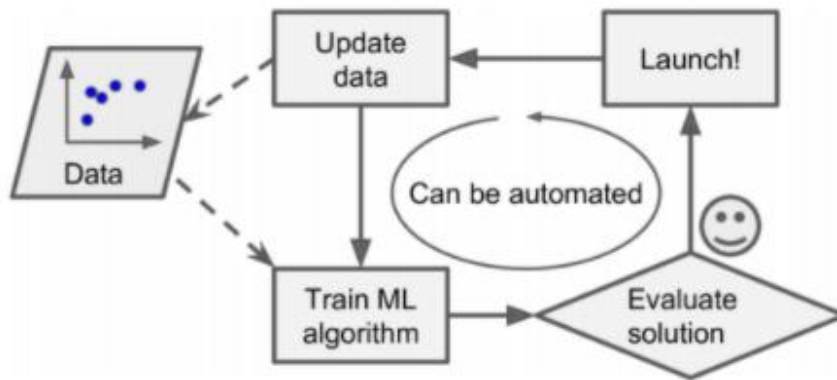 Update
data
Launch!
Data
Can be automated
Train ML
algorithm
Evaluate
solution